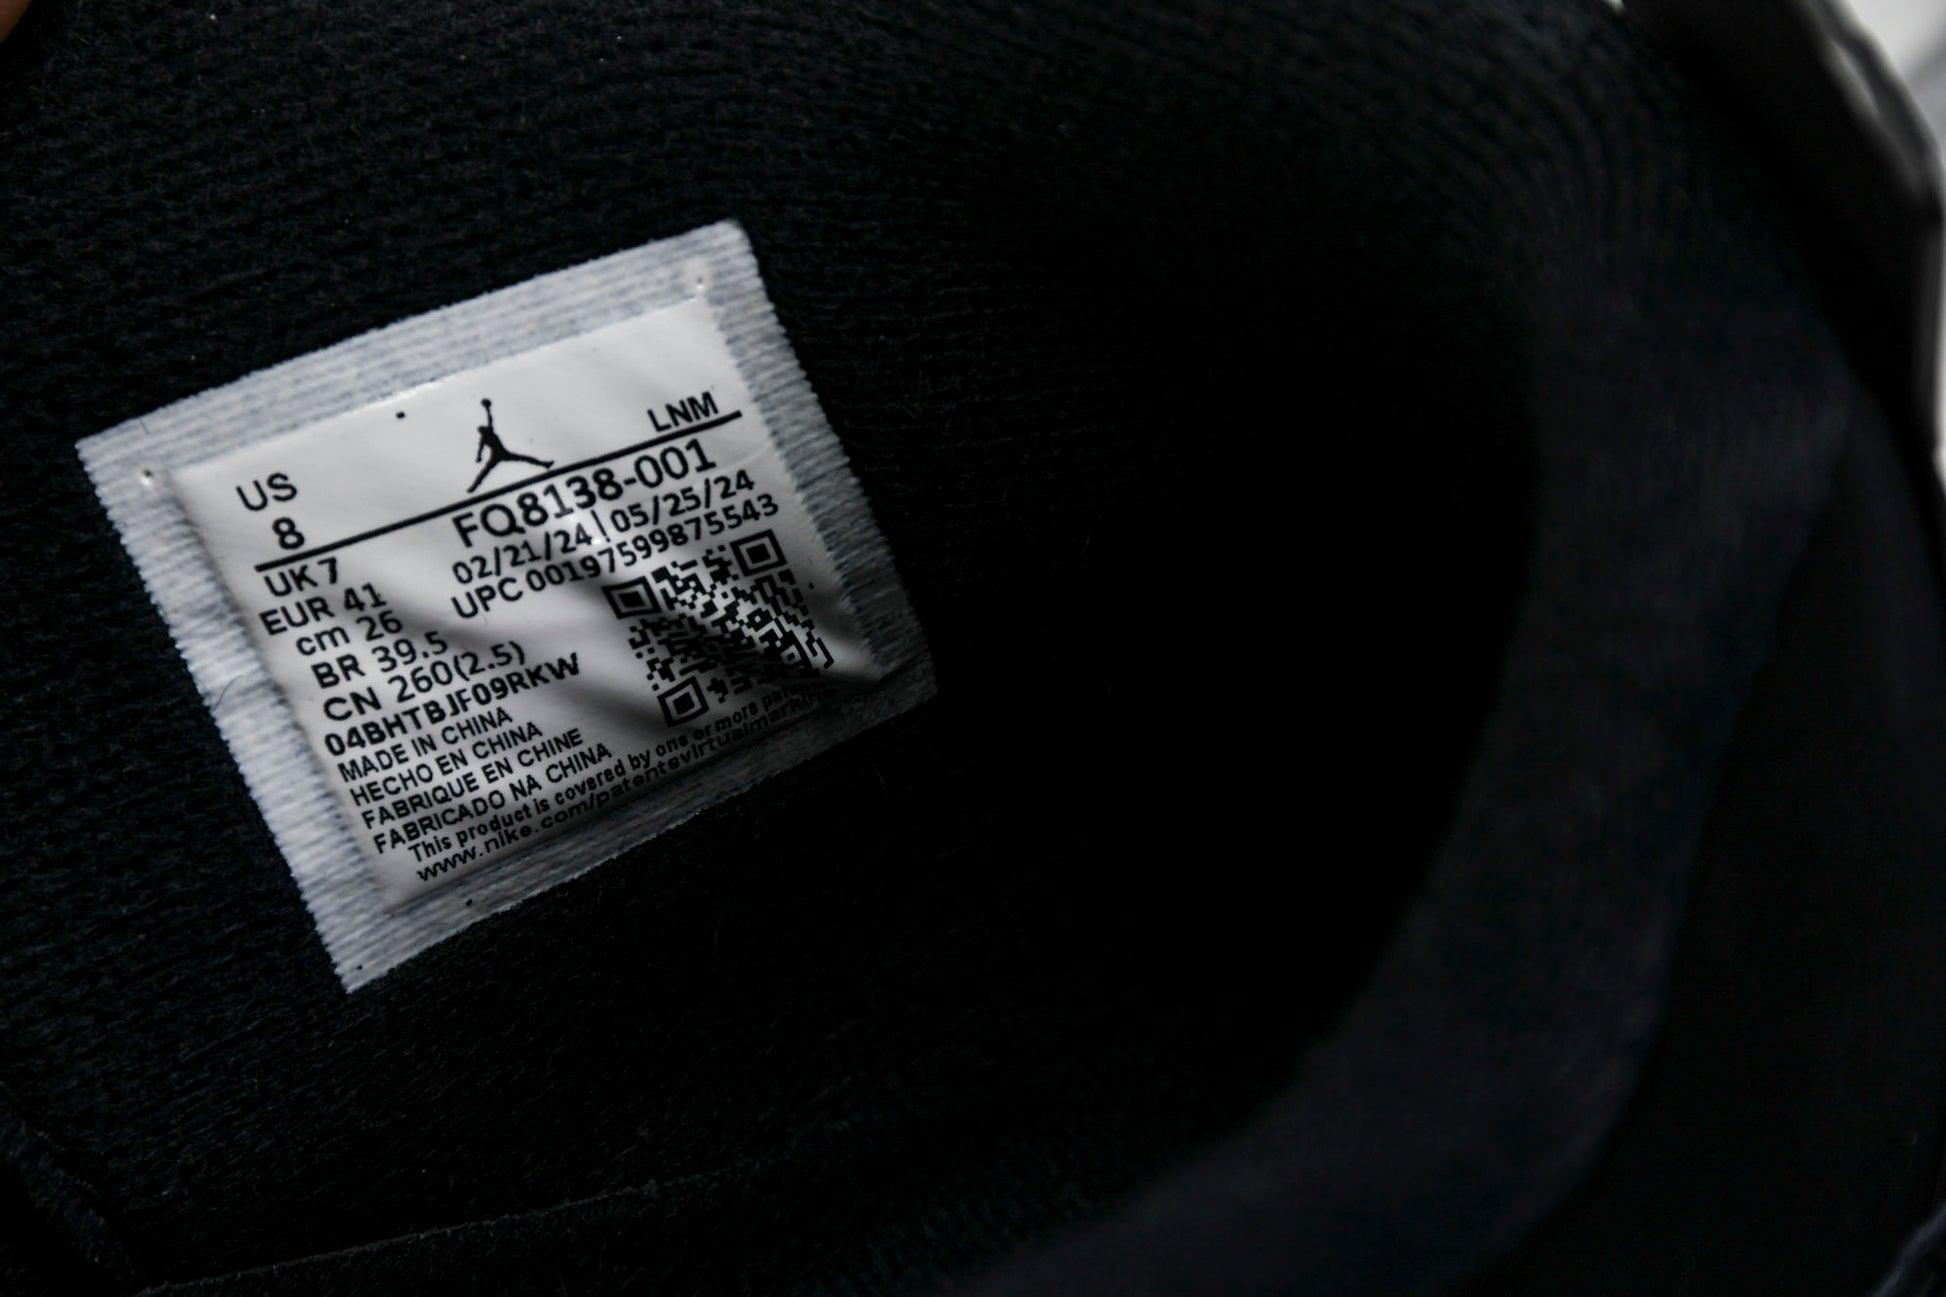 US
8
LNM
FQ8138-001
02/21/24 | 05/25/24
UPC 00197599875543
UK 7
EUR 41
cm 26
BR 39.5
CN 260(2.5)
04BHTBJF09RKW
MADE IN CHINA
HECHO EN CHINA
FABRIQUE EN CHINE
FABRICADO NA CHINA
This product is covered by one or more
www.nike.com/patents